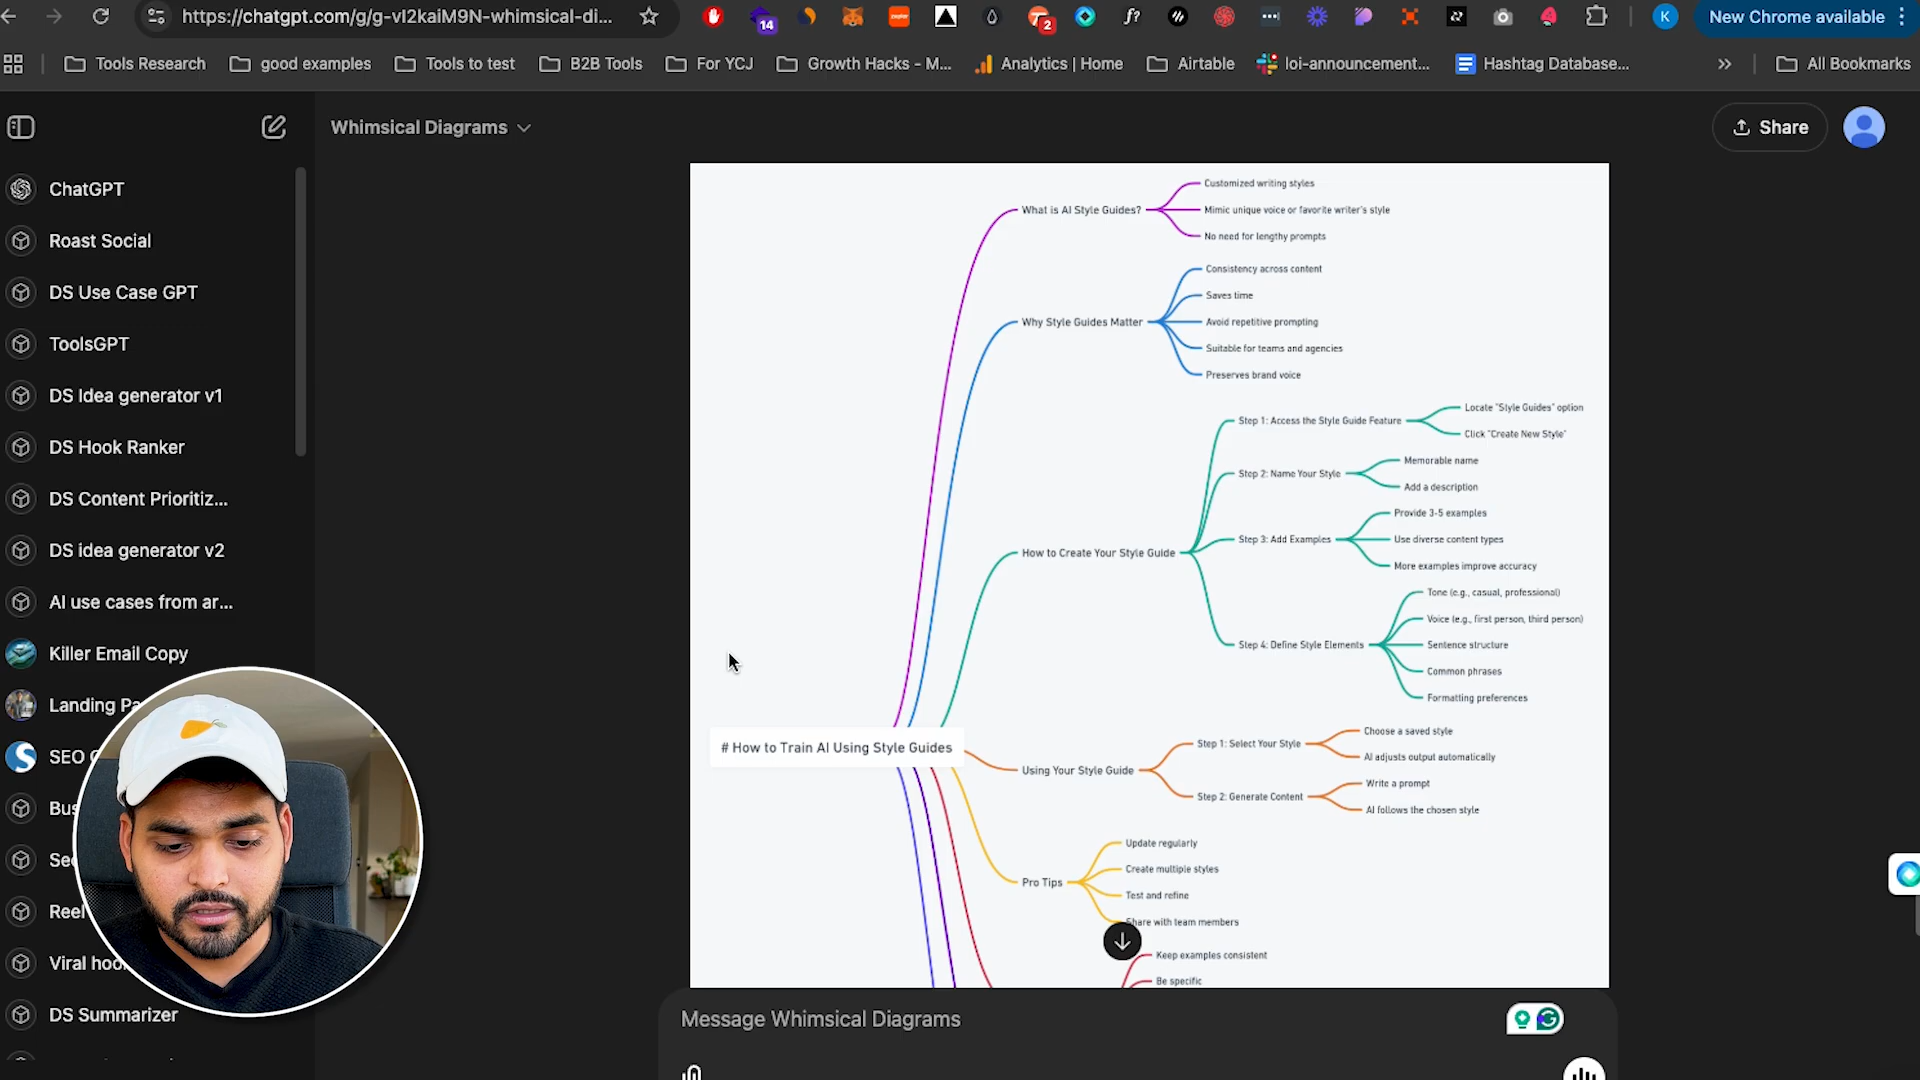 https://chatgpt.com/g/g-vI2kaiM9N-whimsical-di...
14
2
f?
K
New Chrome available
Tools Research
good examples
Tools to test
B2B Tools
For YCJ
Growth Hacks - M...
Analytics | Home
Airtable
loi-announcement...
Hashtag Database...
All Bookmarks
Whimsical Diagrams
Share
ChatGPT
Roast Social
DS Use Case GPT
ToolsGPT
DS Idea generator v1
DS Hook Ranker
DS Content Prioritiz...
DS idea generator v2
AI use cases from ar...
Killer Email Copy
Landing
SEO
Reel
Viral
DS Summarizer
# How to Train AI Using Style Guides
What is AI Style Guides?
Customized writing styles
Mimic unique voice or favorite writer's style
No need for lengthy prompts
Why Style Guides Matter
Consistency across content
Saves time
Avoid repetitive prompting
Suitable for teams and agencies
Preserves brand voice
How to Create Your Style Guide
Step 1: Access the Style Guide Feature
Locate "Style Guides" option
Click "Create New Style"
Step 2: Name Your Style
Memorable name
Add a description
Step 3: Add Examples
Provide 3-5 examples
Use diverse content types
More examples improve accuracy
Step 4: Define Style Elements
Tone (e.g., casual, professional)
Voice (e.g., first person, third person)
Sentence structure
Common phrases
Formatting preferences
Using Your Style Guide
Step 1: Select Your Style
Choose a saved style
AI adjusts output automatically
Step 2: Generate Content
Write a prompt
AI follows the chosen style
Pro Tips
Update regularly
Create multiple styles
Test and refine
Share with team members
Keep examples consistent
Be specific
Message Whimsical Diagrams